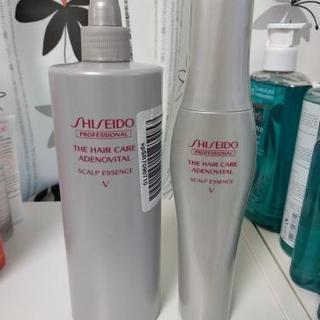 SHISEIDO
PROFESSIONAL
THE HAIR CARE
ADENOVITAL
SCALP ESSENCE
V
SHISEIDO
PROFESSIONAL
THE HAIR CARE
ADENOVITAL
SCALP ESSENCE
V